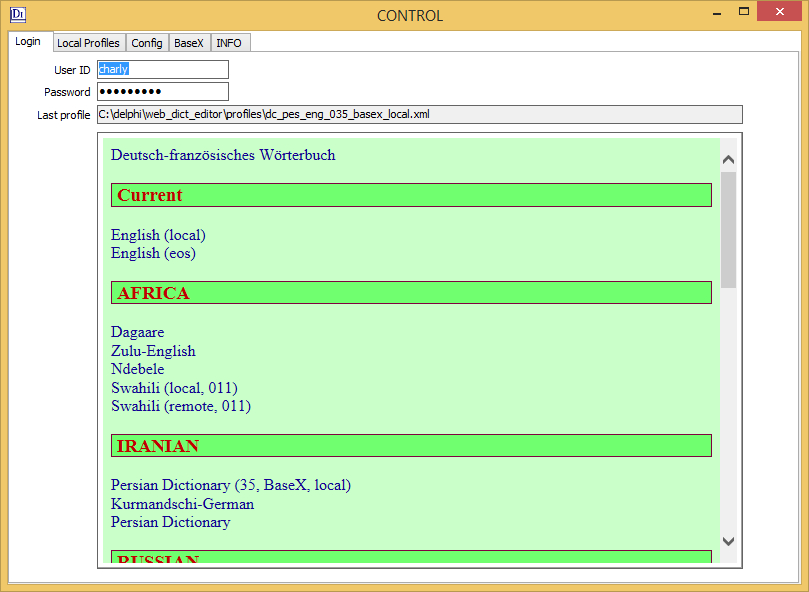 CONTROL
Login
Local Profiles
Config
BaseX
INFO
User ID
charly
Password
●●●●●●●●●
Last profile
C:\delphi\web_dict_editor\profiles\dc_pes_eng_035_basex_local.xml
Deutsch-französisches Wörterbuch
Current
English (local)
English (eos)
AFRICA
Dagaare
Zulu-English
Ndebele
Swahili (local, 011)
Swahili (remote, 011)
IRANIAN
Persian Dictionary (35, BaseX, local)
Kurmandschi-German
Persian Dictionary
RUSSIAN